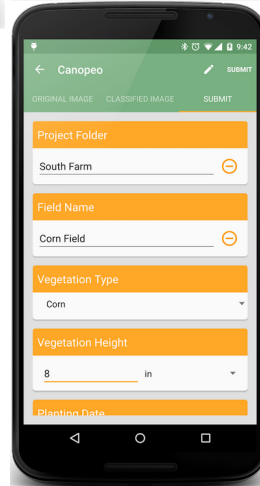 9:42
Canopeo
SUBMIT
ORIGINAL IMAGE CLASSIFIED IMAGE SUBMIT
Project Folder
South Farm
Field Name
Corn Field
Vegetation Type
Corn
Vegetation Height
8 in
Planting Date